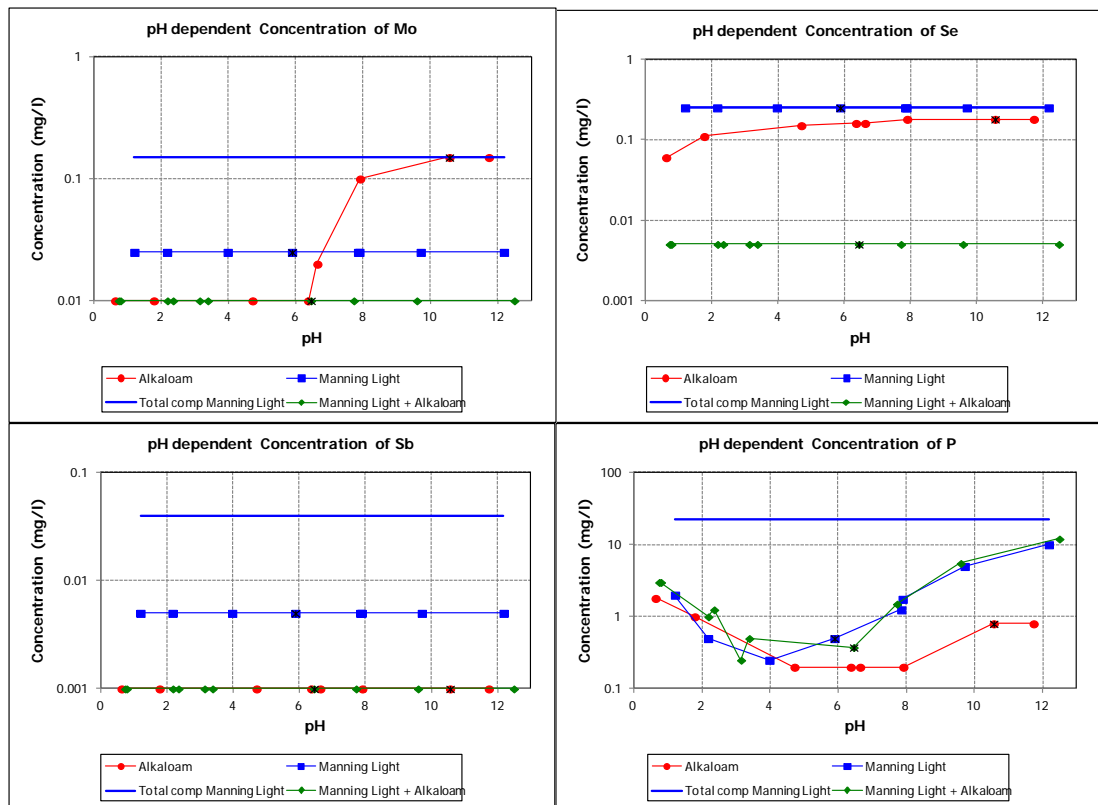 pH dependent Concentration of Mo
1
0.1
0.01
Concentration (mg/l)
0 2 4 6 8 10 12
pH
Alkaloam
Manning Light
Total comp Manning Light
Manning Light + Alkaloam
pH dependent Concentration of Se
1
0.1
0.01
0.001
Concentration (mg/l)
0 2 4 6 8 10 12
pH
Alkaloam
Manning Light
Total comp Manning Light
Manning Light + Alkaloam
pH dependent Concentration of Sb
0.1
0.01
0.001
Concentration (mg/l)
0 2 4 6 8 10 12
pH
Alkaloam
Manning Light
Total comp Manning Light
Manning Light + Alkaloam
pH dependent Concentration of P
100
10
1
0.1
Concentration (mg/l)
0 2 4 6 8 10 12
pH
Alkaloam
Manning Light
Total comp Manning Light
Manning Light + Alkaloam